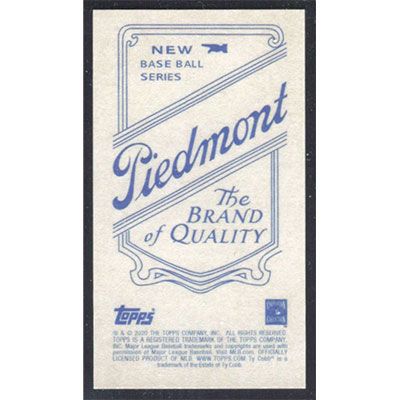 NEW
BASE BALL
SERIES
Piedmont
The
BRAND
of QUALITY
Topps
® & © 2020 THE TOPPS COMPANY, INC. ALL RIGHTS RESERVED.
TOPPS IS A REGISTERED TRADEMARK OF THE TOPPS COMPANY,
INC. Major League Baseball trademarks and copyrights are used with
permission of Major League Baseball. Visit MLB.com. OFFICIALLY
LICENSED PRODUCT OF MLB. WWW.TOPPS.COM Ty Cobb™ is a
trademark of the Estate of Ty Cobb.